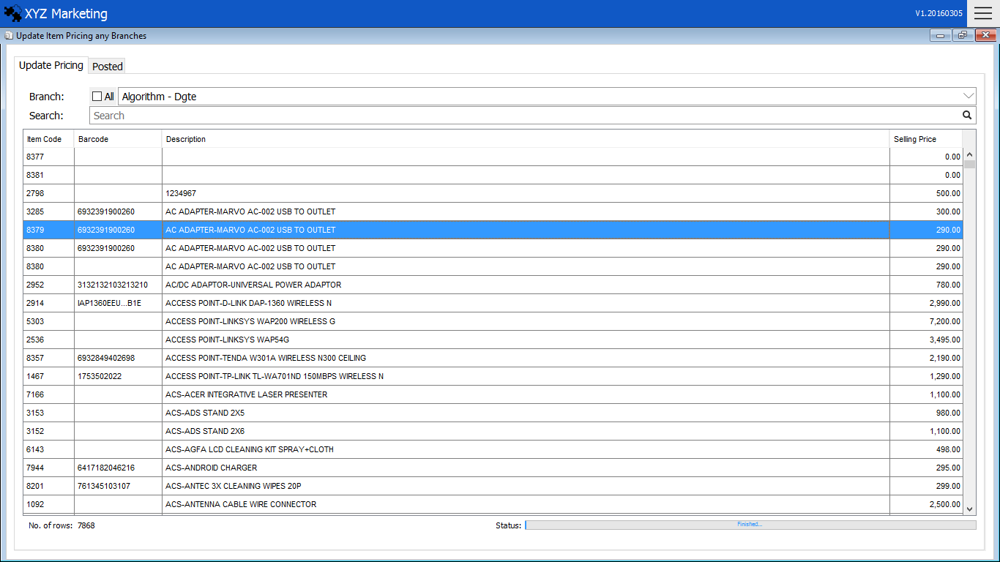 XYZ Marketing V1.20160305
Update Item Pricing any Branches
Update Pricing Posted
Branch: All Algorithm - Dgte
Search: Search
Item Code Barcode Description Selling Price
8377 0.00
8381 0.00
2798 1234967 500.00
3285 6932391900260 AC ADAPTER-MARVO AC-002 USB TO OUTLET 300.00
8379 6932391900260 AC ADAPTER-MARVO AC-002 USB TO OUTLET 290.00
8380 6932391900260 AC ADAPTER-MARVO AC-002 USB TO OUTLET 290.00
8380 AC ADAPTER-MARVO AC-002 USB TO OUTLET 290.00
2952 3132132103213210 AC/DC ADAPTOR-UNIVERSAL POWER ADAPTOR 780.00
2914 IAP1360EEU...B1E ACCESS POINT-D-LINK DAP-1360 WIRELESS N 2,990.00
5303 ACCESS POINT-LINKSYS WAP200 WIRELESS G 7,200.00
2536 ACCESS POINT-LINKSYS WAP54G 3,495.00
8357 6932849402698 ACCESS POINT-TENDA W301A WIRELESS N300 CEILING 2,190.00
1467 1753502022 ACCESS POINT-TP-LINK TL-WA701ND 150MBPS WIRELESS N 1,290.00
7166 ACS-ACER INTEGRATIVE LASER PRESENTER 1,100.00
3153 ACS-ADS STAND 2X5 980.00
3152 ACS-ADS STAND 2X6 1,100.00
6143 ACS-AGFA LCD CLEANING KIT SPRAY+CLOTH 498.00
7944 6417182046216 ACS-ANDROID CHARGER 295.00
8201 761345103107 ACS-ANTEC 3X CLEANING WIPES 20P 299.00
1092 ACS-ANTENNA CABLE WIRE CONNECTOR 2,500.00
No. of rows: 7868 Status: Finished...